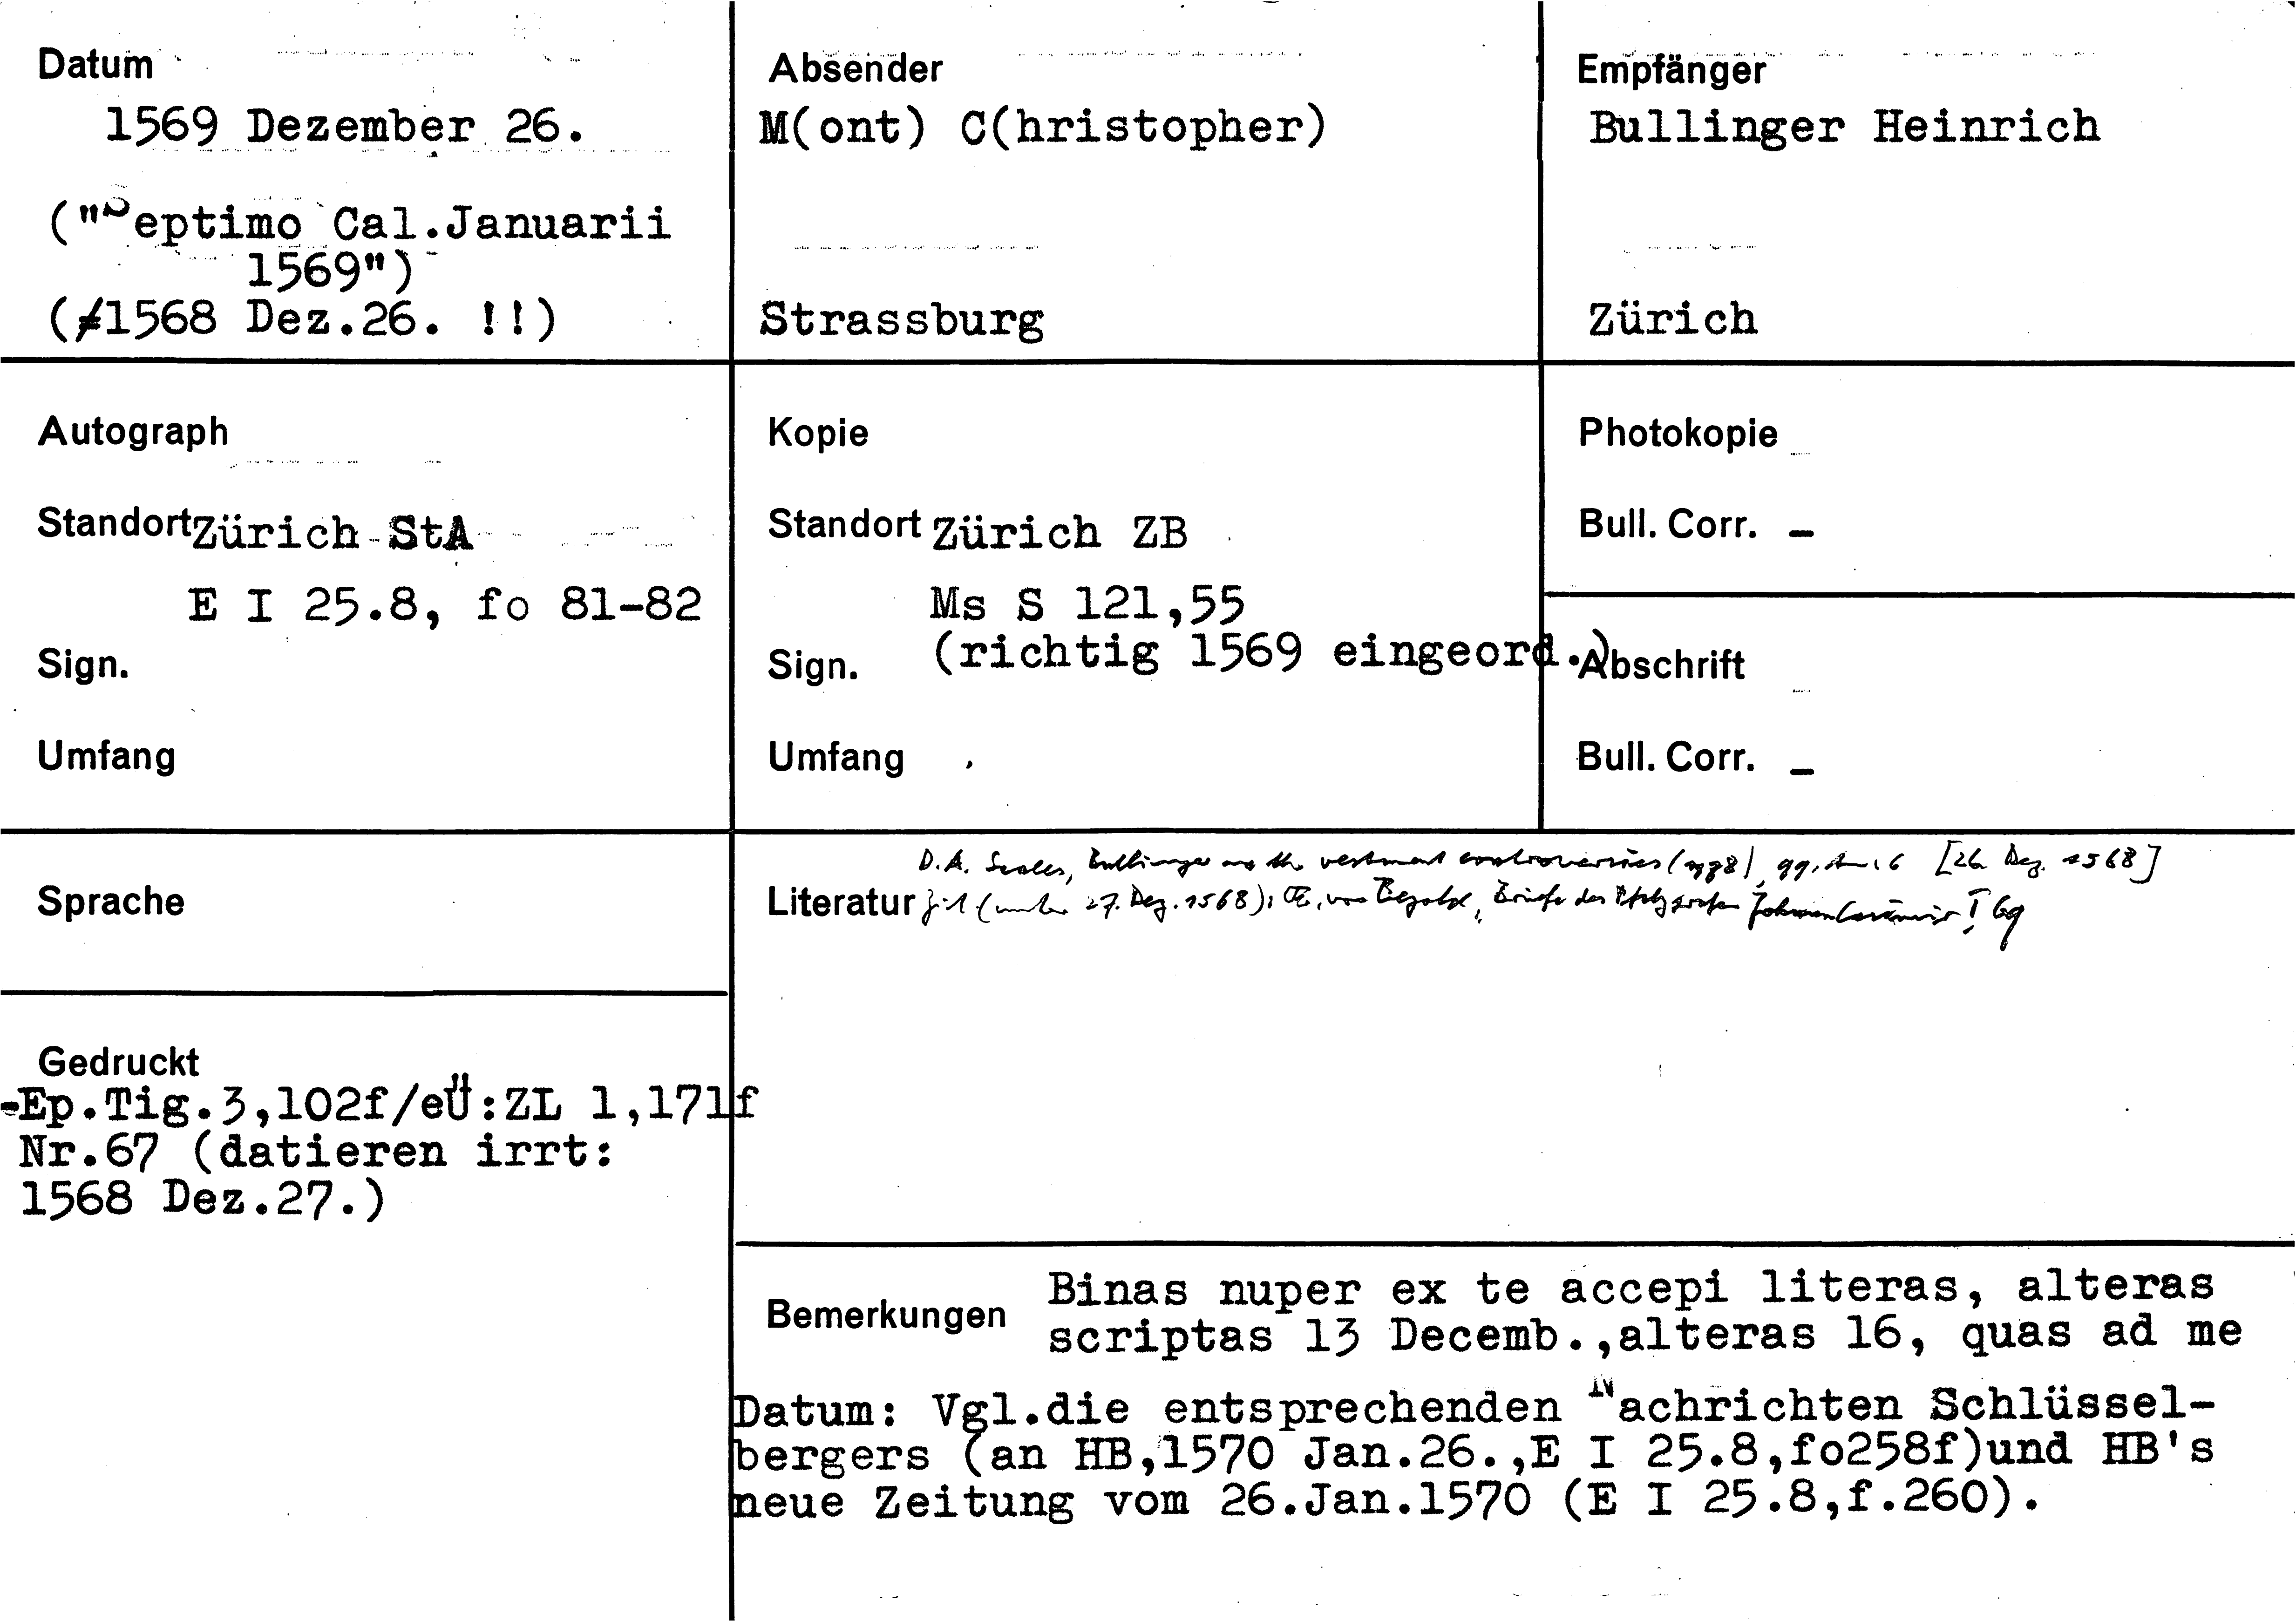 Datum
1569 Dezember 26.
("Septimo Cal.Januarii
1569")
(≠1568 Dez.26. !!)
Absender
M(ont) C(hristopher)
Strassburg
Empfänger
Bullinger Heinrich
Zürich
Autograph
Standort Zürich StA
E I 25.8, fo 81-82
Sign.
Umfang
Kopie
Standort Zürich ZB
Ms S 121,55
(richtig 1569 eingeord.)
Sign.
Umfang
Photokopie
Bull. Corr. –
Abschrift
Bull. Corr. –
Sprache
Gedruckt
-Ep.Tig.3,102f/eÜ:ZL 1,171f
Nr.67 (datieren irrt:
1568 Dez.27.)
D.A. Scales, Bullinger and the vestment controversies [26. Dez. 1568]
Literatur (unter 27. Dez. 1568): von Bezold, Briefe des Pfalzgrafen Johann Casimir I, 69
Bemerkungen
Binas nuper ex te accepi literas, alteras
scriptas 13 Decemb.,alteras 16, quas ad me
Datum: Vgl.die entsprechenden Nachrichten Schlüssel-
bergers (an HB,1570 Jan.26.,E I 25.8,fo258f)und HB's
neue Zeitung vom 26.Jan.1570 (E I 25.8,f.260).